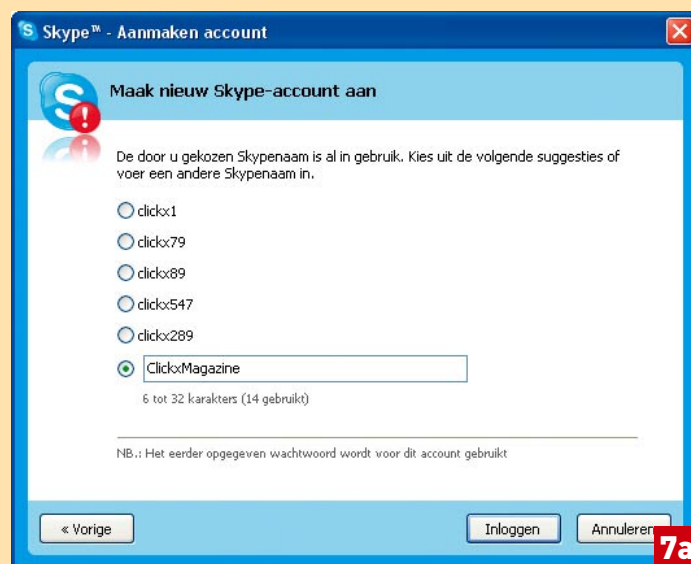 Skype™ - Aanmaken account
Maak nieuw Skype-account aan
De door u gekozen Skypenaam is al in gebruik. Kies uit de volgende suggesties of
voer een andere Skypenaam in.
clickx1
clickx79
clickx89
clickx547
clickx289
ClickxMagazine
6 tot 32 karakters (14 gebruikt)
NB.: Het eerder opgegeven wachtwoord wordt voor dit account gebruikt
« Vorige
Inloggen
Annuleren
7a